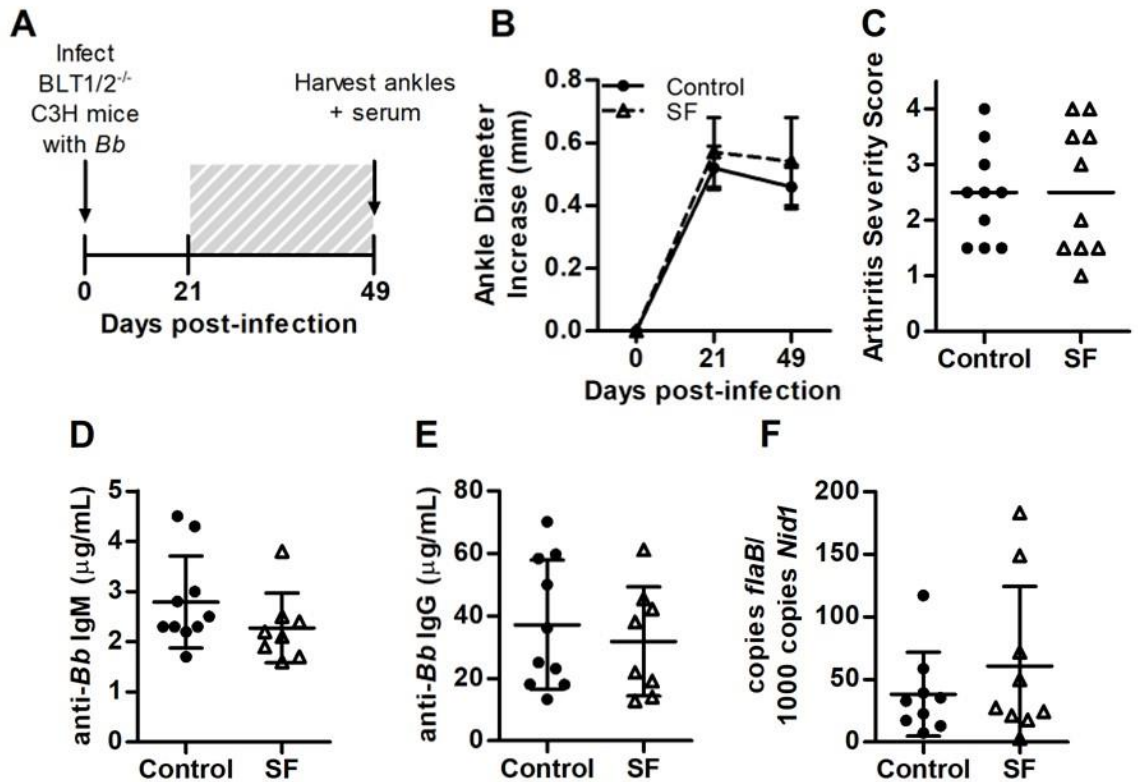 A
Infect
BLT1/2-/-
C3H mice
with Bb
Harvest ankles
+ serum
0
21
49
Days post-infection
B
Ankle Diameter
Increase (mm)
0.8
0.6
0.4
0.2
0.0
Control
SF
0
21
49
Days post-infection
C
Arthritis Severity Score
4
3
2
1
0
Control
SF
D
anti-Bb IgM (μg/mL)
5
4
3
2
1
0
Control
SF
E
anti-Bb IgG (μg/mL)
80
60
40
20
0
Control
SF
F
copies flaB/
1000 copies Nid1
200
150
100
50
0
Control
SF